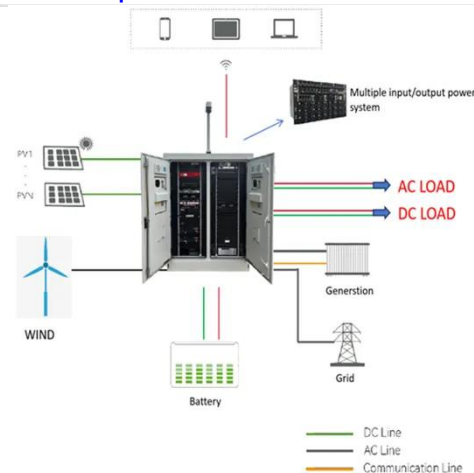 Multiple input/output power
system
PV1
PVN
AC LOAD
DC LOAD
WIND
Generstion
Grid
Battery
DC Line
AC Line
Communication Line